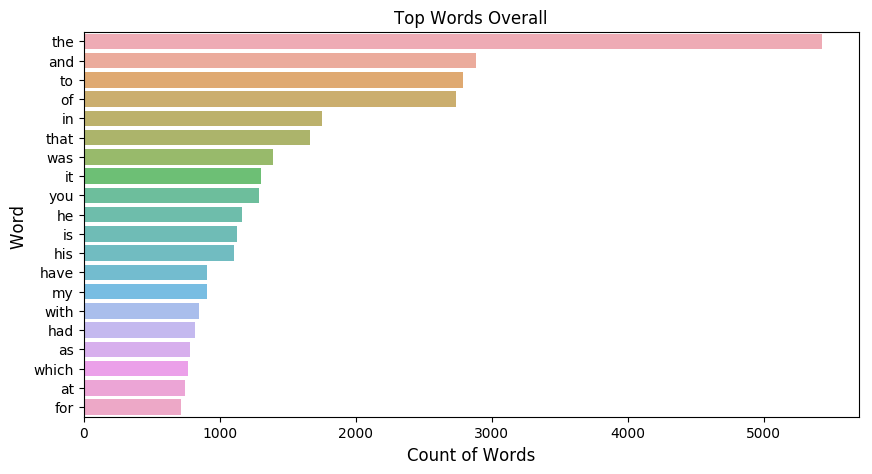 Top Words Overall
the
and
to
of
in
that
was
it
you
he
is
his
have
my
with
had
as
which
at
for
Word
0 1000 2000 3000 4000 5000
Count of Words